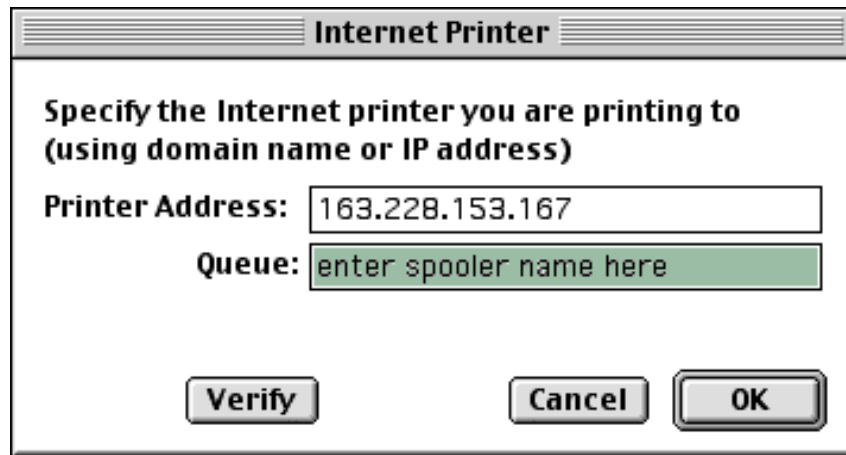 Internet Printer
Specify the Internet printer you are printing to
(using domain name or IP address)
Printer Address: 163.228.153.167
Queue: enter spooler name here
Verify Cancel OK